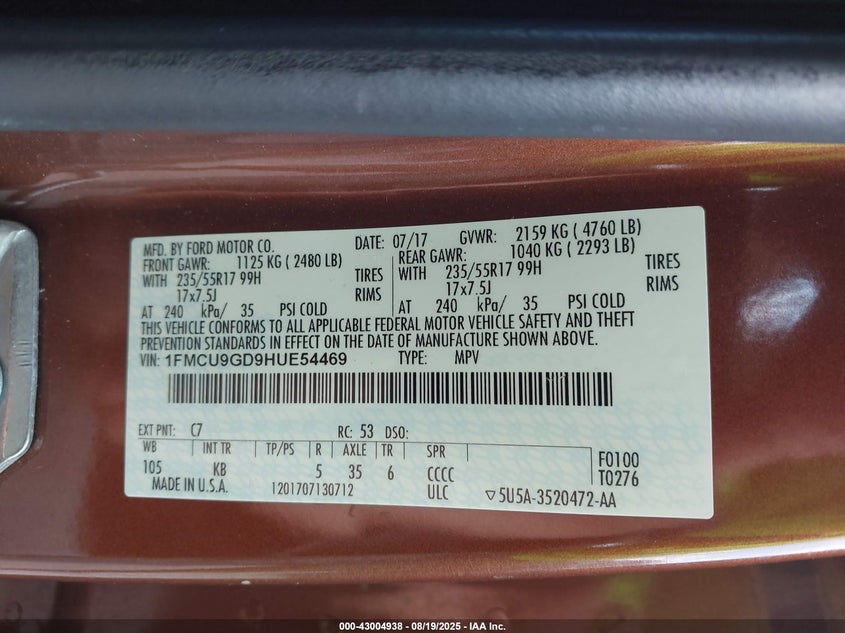 MFD. BY FORD MOTOR CO. DATE: 07/17 GVWR: 2159 KG ( 4760 LB)
FRONT GAWR: 1125 KG ( 2480 LB) REAR GAWR: 1040 KG ( 2293 LB)
WITH 235/55R17 99H TIRES WITH 235/55R17 99H TIRES
17x7.5J RIMS 17x7.5J RIMS
AT 240 kPa/ 35 PSI COLD AT 240 kPa/ 35 PSI COLD
THIS VEHICLE CONFORMS TO ALL APPLICABLE FEDERAL MOTOR VEHICLE SAFETY AND THEFT
PREVENTION STANDARDS IN EFFECT ON THE DATE OF MANUFACTURE SHOWN ABOVE.
VIN: 1FMCU9GD9HUE54469 TYPE: MPV
EXT PNT: C7 RC: 53 DSO:
WB INT TR TP/PS R AXLE TR SPR F0100
105 KB 5 35 6 CCCC T0276
MADE IN U.S.A. 1201707130712 ULC ▽5U5A-3520472-AA
000-43004938 - 08/19/2025 - IAA Inc.